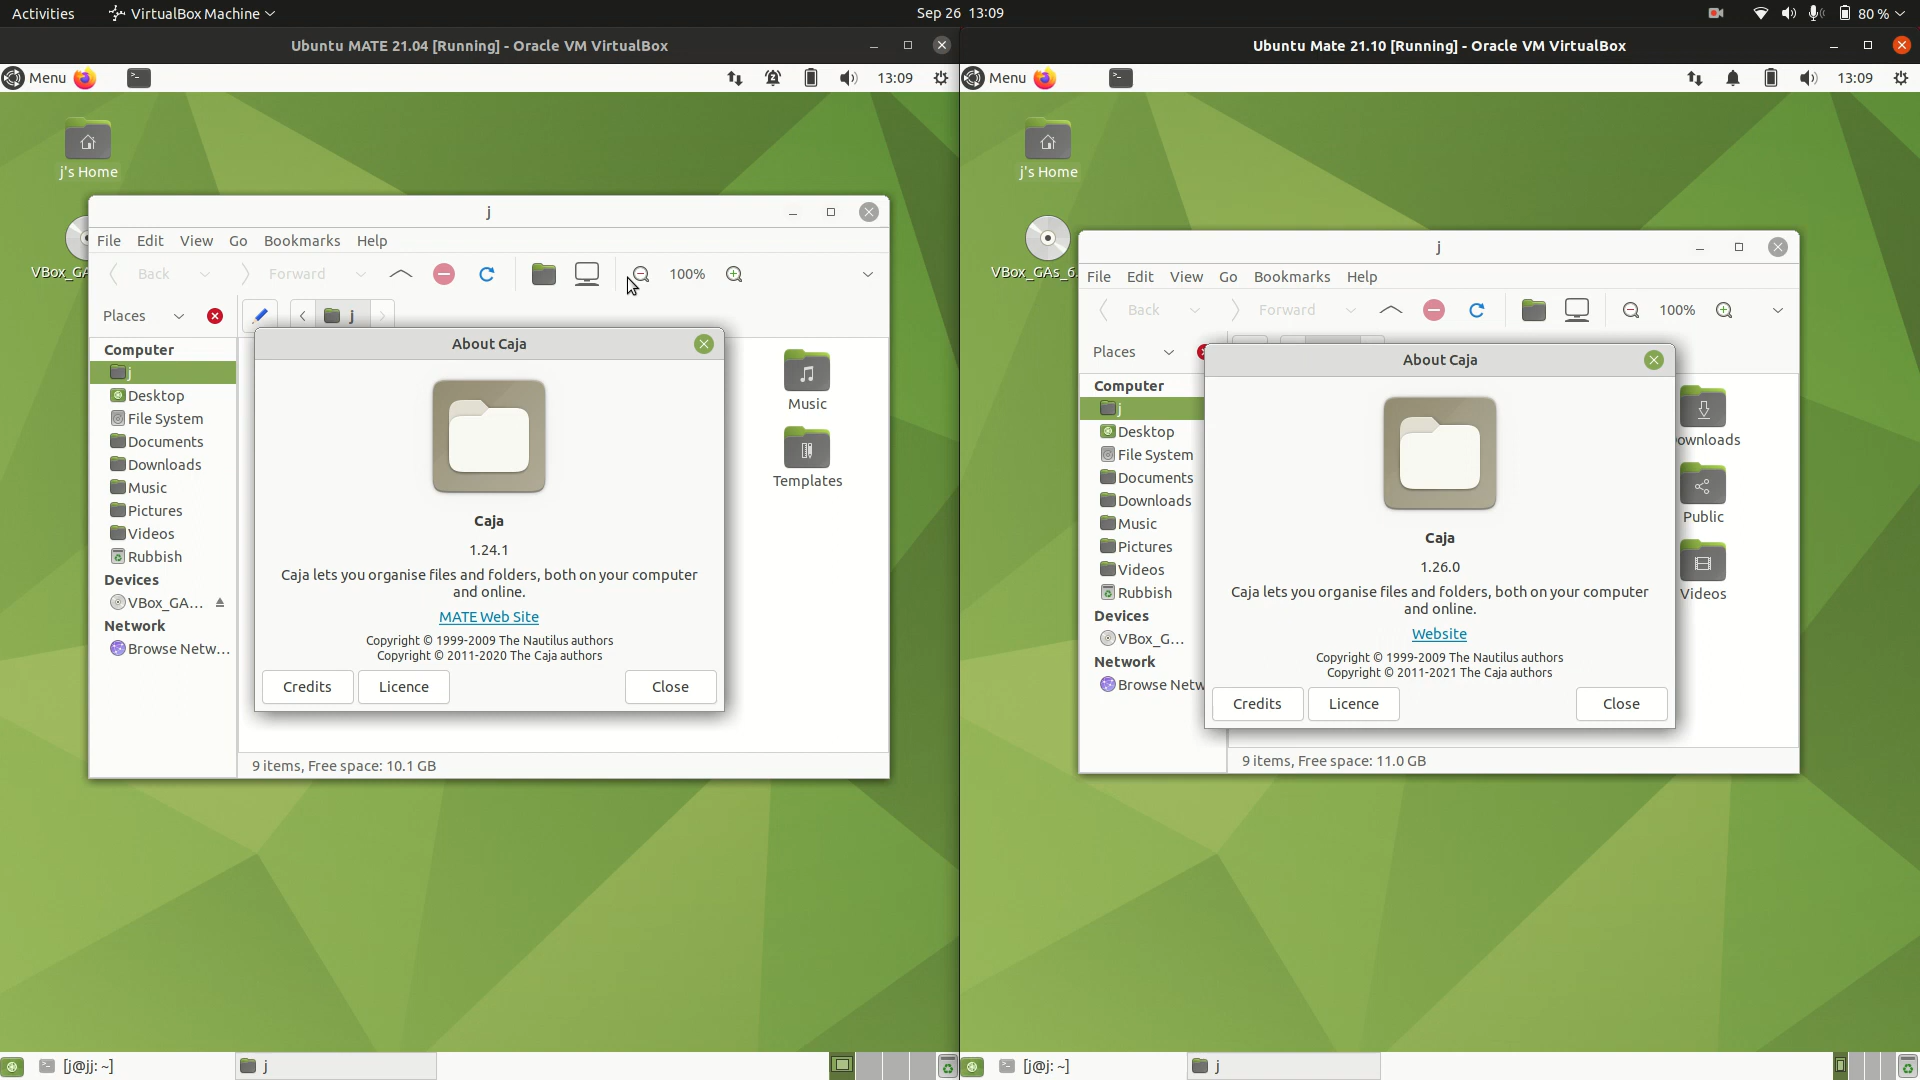 Activities
VirtualBox Machine
Sep 26 13:09
80 %
Ubuntu MATE 21.04 [Running] - Oracle VM VirtualBox
Menu
13:09
j's Home
VBox_GA
j
File Edit View Go Bookmarks Help
Back Forward 100%
Places
j
Computer
j
Desktop
File System
Documents
Downloads
Music
Pictures
Videos
Rubbish
Devices
VBox_GA...
Network
Browse Netw...
Music
Templates
About Caja
Caja
1.24.1
Caja lets you organise files and folders, both on your computer
and online.
MATE Web Site
Copyright © 1999-2009 The Nautilus authors
Copyright © 2011-2020 The Caja authors
Credits
Licence
Close
9 items, Free space: 10.1 GB
[j@jj: ~]
j
Ubuntu Mate 21.10 [Running] - Oracle VM VirtualBox
Menu
13:09
j's Home
VBox_GAs_6.
j
File Edit View Go Bookmarks Help
Back Forward 100%
Places
Computer
j
Desktop
File System
Documents
Downloads
Music
Pictures
Videos
Rubbish
Devices
VBox_G...
Network
Browse Netw
ownloads
Public
Videos
About Caja
Caja
1.26.0
Caja lets you organise files and folders, both on your computer
and online.
Website
Copyright © 1999-2009 The Nautilus authors
Copyright © 2011-2021 The Caja authors
Credits
Licence
Close
9 items, Free space: 11.0 GB
[j@j: ~]
j